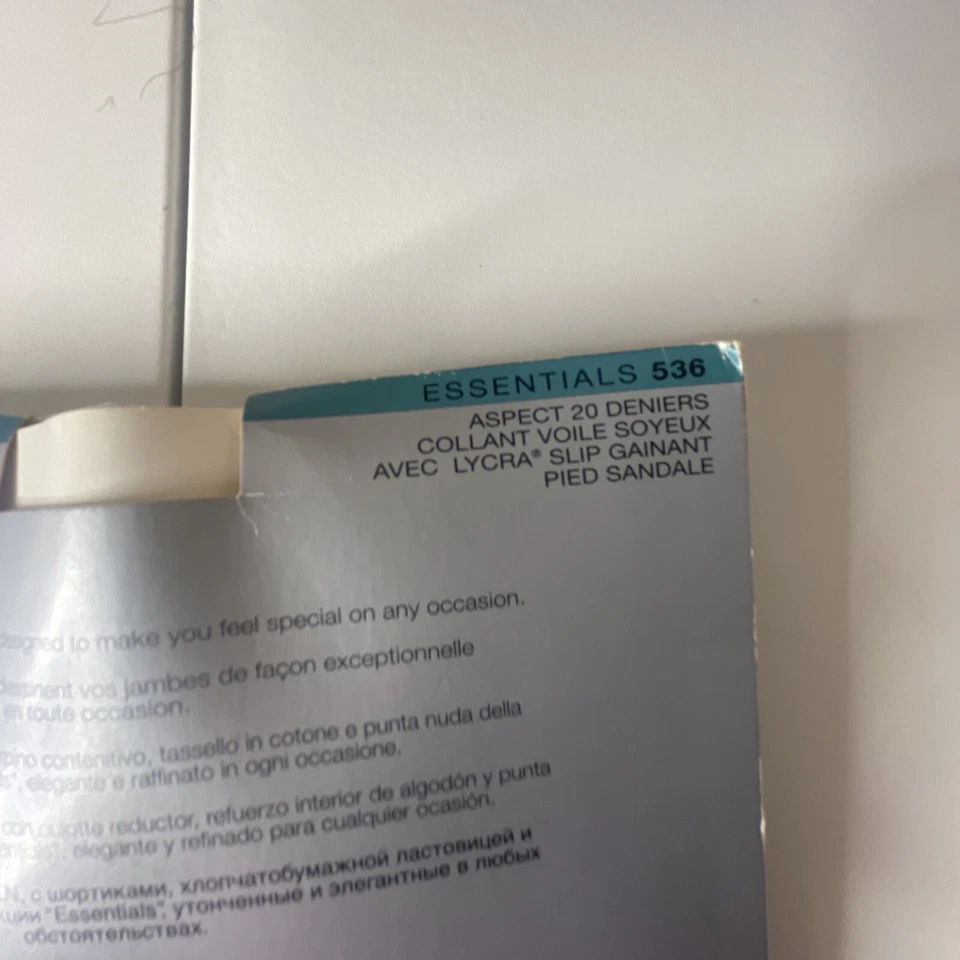 ESSENTIALS 536
ASPECT 20 DENIERS
COLLANT VOILE SOYEUX
AVEC LYCRA® SLIP GAINANT
PIED SANDALE
to make you feel special on any occasion.
vos jambes de façon exceptionnelle
en toute occasion.
contenitivo, tassello in cotone e punta nuda della
elegante e raffinato in ogni occasione.
con culotte reductor, refuerzo interior de algodón y punta
elegante y refinado para cualquier ocasión.
с шортиками, хлопчатобумажной ластовицей и
"Essentials", утонченные и элегантные в любых
обстоятельствах.